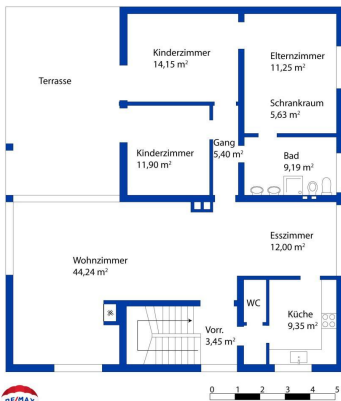 Kinderzimmer
14,15 m²
Elternzimmer
11,25 m²
Terrasse
Schrankraum
5,63 m²
Gang
5,40 m²
Kinderzimmer
11,90 m²
Bad
9,19 m²
Esszimmer
12,00 m²
Wohnzimmer
44,24 m²
WC
Küche
9,35 m²
Vorr.
3,45 m²
RE/MAX
0 1 2 3 4 5